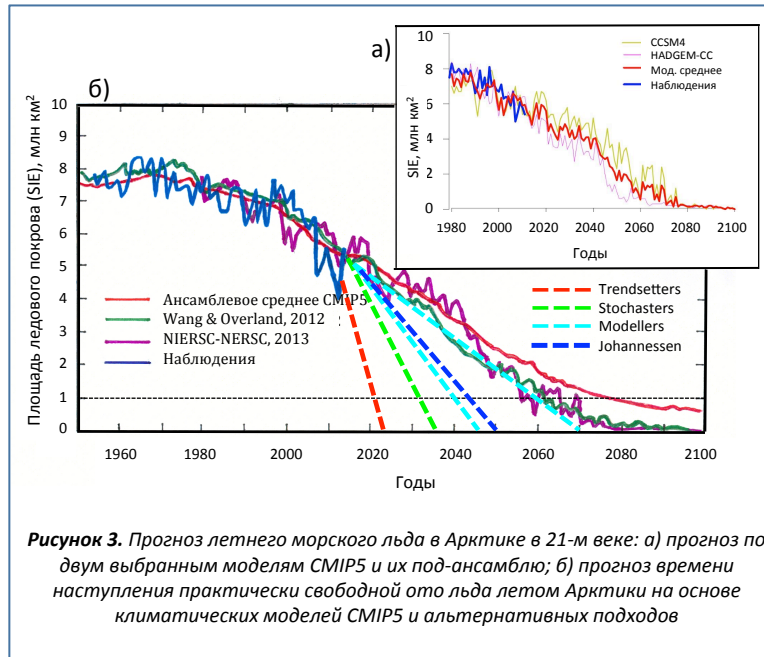 а)
CCSM4
HADGEM-CC
Мод. среднее
Наблюдения
8
6
4
2
0
SIE, млн км²
1980 2000 2020 2040 2060 2080 2100
Годы
б)
10
9
8
7
6
5
4
3
2
1
0
Площадь ледового покрова (SIE), млн км²
Ансамблевое среднее CMIP5
Wang & Overland, 2012
NIERSC-NERSC, 2013
Наблюдения
Trendsetters
Stochasters
Modellers
Johannessen
1960 1980 2000 2020 2040 2060 2080 2100
Годы
Рисунок 3. Прогноз летнего морского льда в Арктике в 21-м веке: а) прогноз по
двум выбранным моделям CMIP5 и их под-ансамблю; б) прогноз времени
наступления практически свободной ото льда летом Арктики на основе
климатических моделей CMIP5 и альтернативных подходов